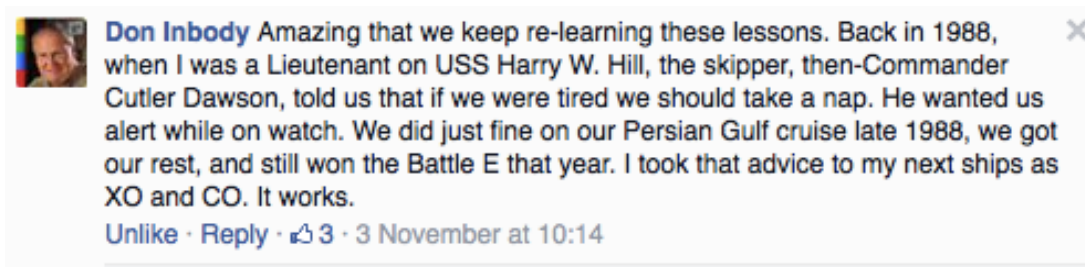 Don Inbody Amazing that we keep re-learning these lessons. Back in 1988,
when I was a Lieutenant on USS Harry W. Hill, the skipper, then-Commander
Cutler Dawson, told us that if we were tired we should take a nap. He wanted us
alert while on watch. We did just fine on our Persian Gulf cruise late 1988, we got
our rest, and still won the Battle E that year. I took that advice to my next ships as
XO and CO. It works.
Unlike · Reply · 3 · 3 November at 10:14